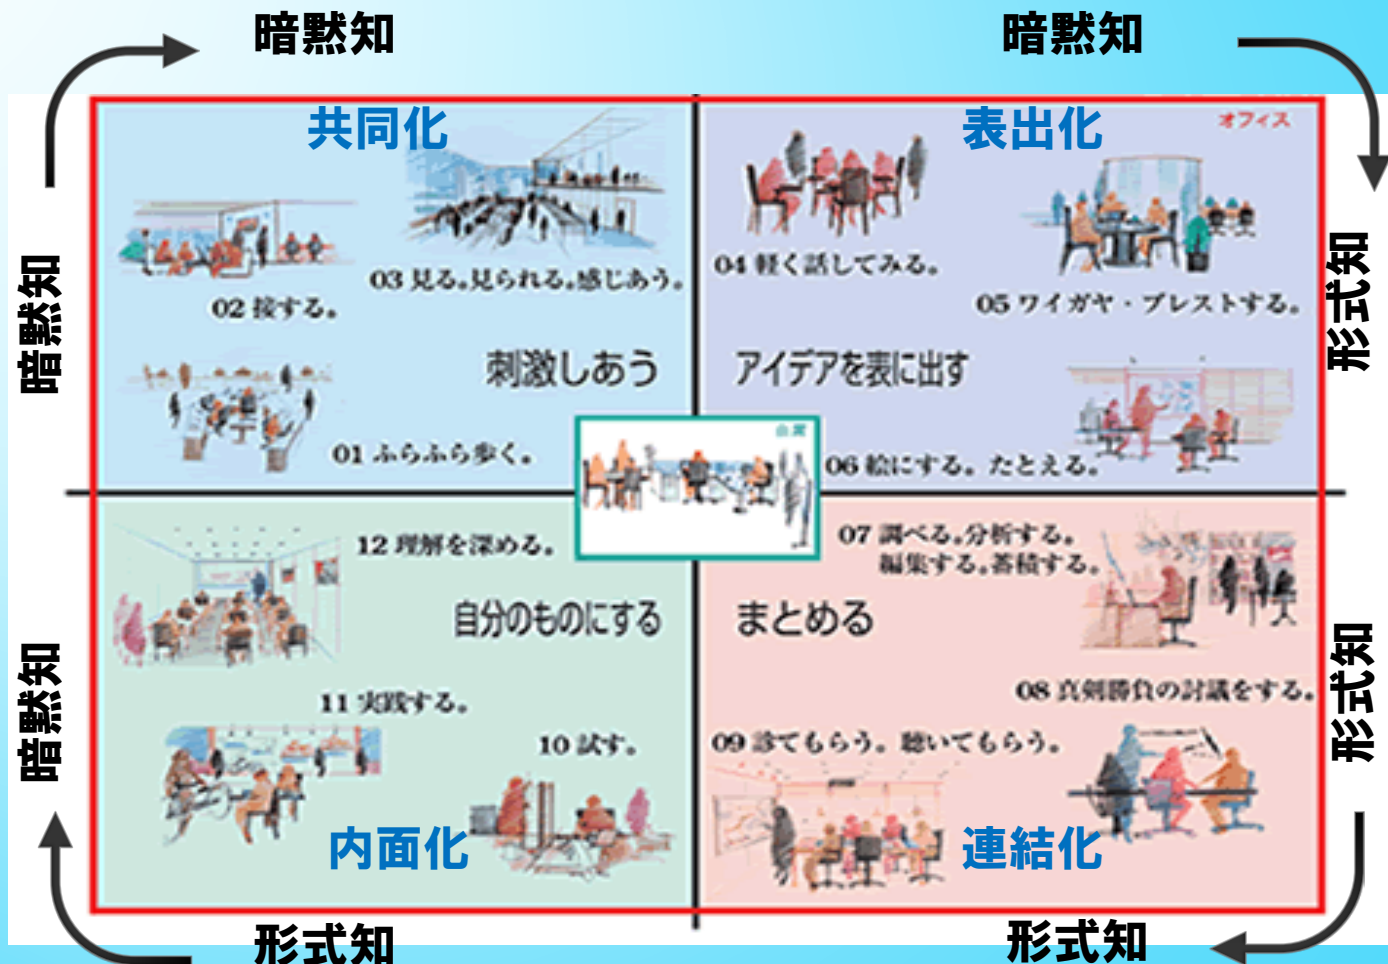 暗黙知
暗黙知
共同化
表出化
オフィス
暗黙知
形式知
03 見る。見られる。感じあう。
02 接する。
04 軽く話してみる。
05 ワイガヤ・ブレストする。
刺激しあう
アイデアを表に出す
01 ふらふら歩く。
06 絵にする。たとえる。
自席
12 理解を深める。
07 調べる。分析する。
編集する。蓄積する。
自分のものにする
まとめる
暗黙知
形式知
11 実践する。
08 真剣勝負の討議をする。
10 試す。
09 診てもらう。聴いてもらう。
内面化
連結化
形式知
形式知